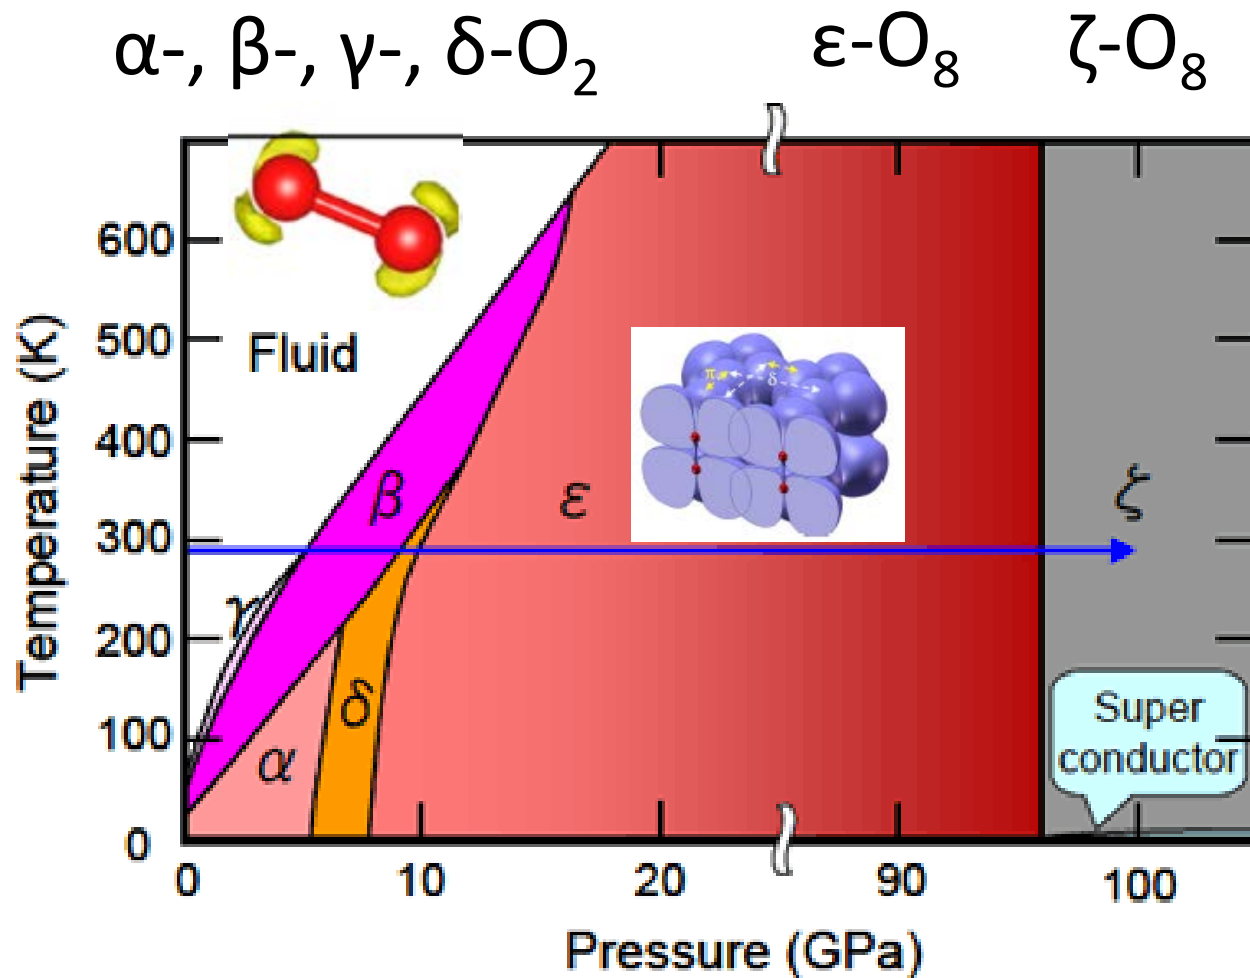 α-, β-, γ-, δ-O₂ ε-O₈ ζ-O₈
Temperature (K)
600
500
400
300
200
100
0
Fluid
γ
β
α
δ
ε
π
δ
ζ
Super
conductor
0 10 20 90 100
Pressure (GPa)